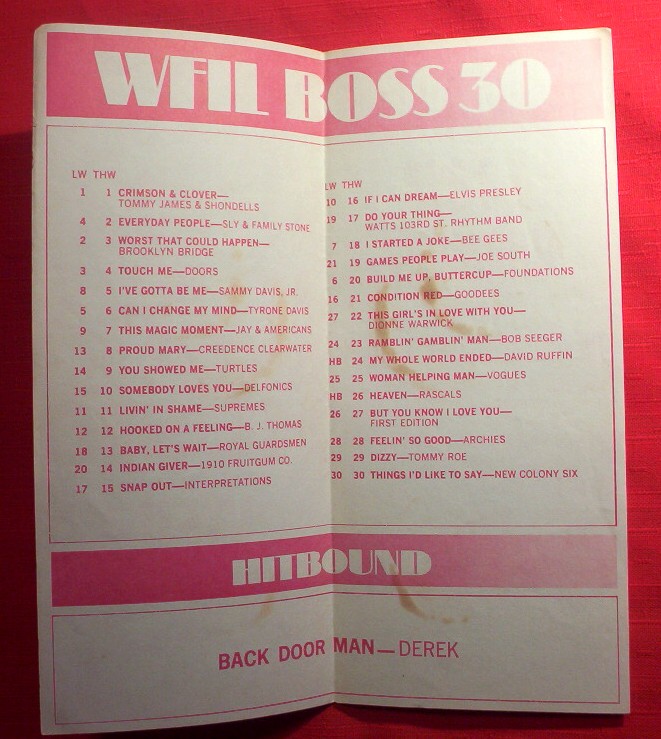 WFIL BOSS 30
LW THW
1 1 CRIMSON & CLOVER—
TOMMY JAMES & SHONDELLS
4 2 EVERYDAY PEOPLE—SLY & FAMILY STONE
2 3 WORST THAT COULD HAPPEN—
BROOKLYN BRIDGE
3 4 TOUCH ME—DOORS
8 5 I'VE GOTTA BE ME—SAMMY DAVIS, JR.
5 6 CAN I CHANGE MY MIND—TYRONE DAVIS
9 7 THIS MAGIC MOMENT—JAY & AMERICANS
13 8 PROUD MARY—CREEDENCE CLEARWATER
14 9 YOU SHOWED ME—TURTLES
15 10 SOMEBODY LOVES YOU—DELFONICS
11 11 LIVIN' IN SHAME—SUPREMES
12 12 HOOKED ON A FEELING—B. J. THOMAS
18 13 BABY, LET'S WAIT—ROYAL GUARDSMEN
20 14 INDIAN GIVER—1910 FRUITGUM CO.
17 15 SNAP OUT—INTERPRETATIONS
LW THW
10 16 IF I CAN DREAM—ELVIS PRESLEY
19 17 DO YOUR THING—
WATTS 103RD ST. RHYTHM BAND
7 18 I STARTED A JOKE—BEE GEES
21 19 GAMES PEOPLE PLAY—JOE SOUTH
6 20 BUILD ME UP, BUTTERCUP—FOUNDATIONS
16 21 CONDITION RED—GOODEES
27 22 THIS GIRL'S IN LOVE WITH YOU—
DIONNE WARWICK
24 23 RAMBLIN' GAMBLIN' MAN—BOB SEEGER
HB 24 MY WHOLE WORLD ENDED—DAVID RUFFIN
25 25 WOMAN HELPING MAN—VOGUES
HB 26 HEAVEN—RASCALS
26 27 BUT YOU KNOW I LOVE YOU—
FIRST EDITION
28 28 FEELIN' SO GOOD—ARCHIES
29 29 DIZZY—TOMMY ROE
30 30 THINGS I'D LIKE TO SAY—NEW COLONY SIX
HITBOUND
BACK DOOR MAN—DEREK